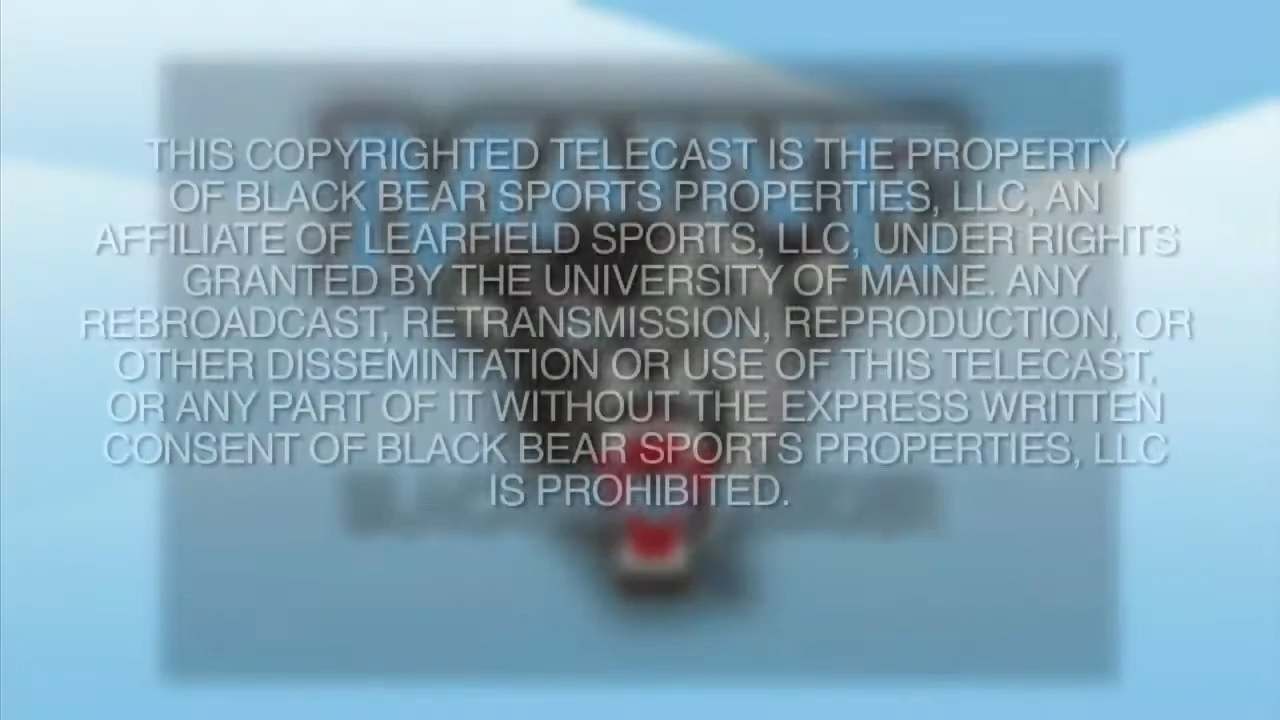 THIS COPYRIGHTED TELECAST IS THE PROPERTY
OF BLACK BEAR SPORTS PROPERTIES, LLC, AN
AFFILIATE OF LEARFIELD SPORTS, LLC, UNDER RIGHTS
GRANTED BY THE UNIVERSITY OF MAINE. ANY
REBROADCAST, RETRANSMISSION, REPRODUCTION, OR
OTHER DISSEMINTATION OR USE OF THIS TELECAST,
OR ANY PART OF IT WITHOUT THE EXPRESS WRITTEN
CONSENT OF BLACK BEAR SPORTS PROPERTIES, LLC
IS PROHIBITED.